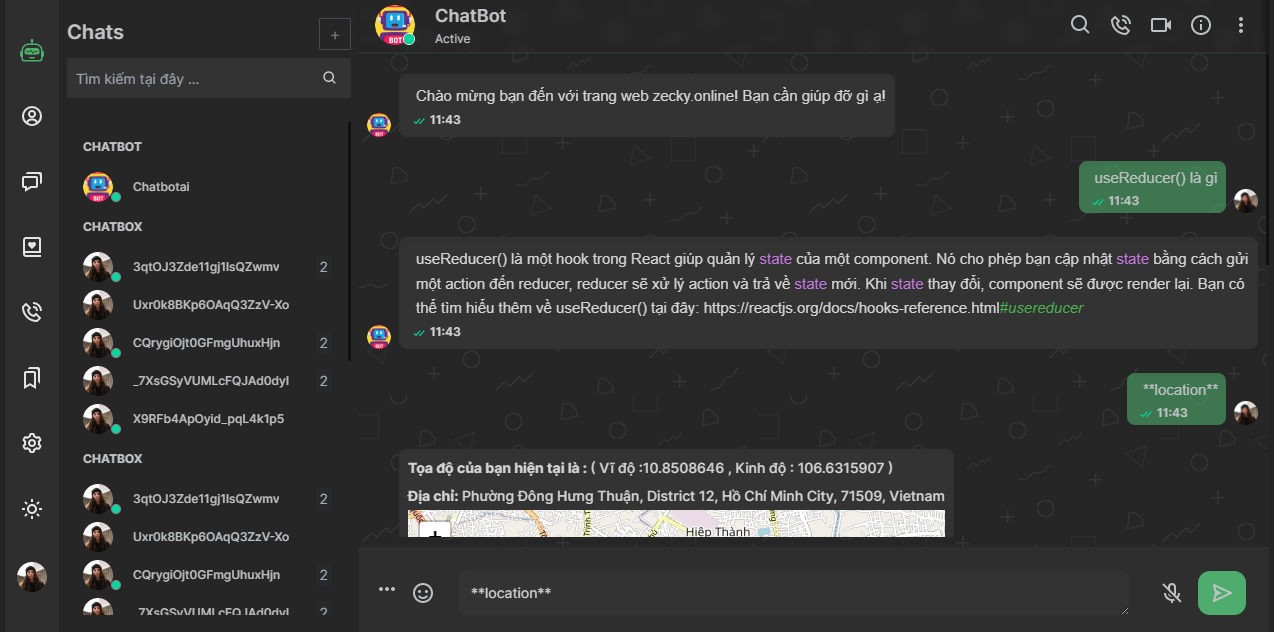 Chats
+
Tìm kiếm tại đây ...
CHATBOT
Chatbotai
CHATBOX
3qtOJ3Zde11gj1lsQZwmv 2
Uxr0k8BKp6OAqQ3ZzV-Xo
CQrygiOjt0GFmgUhuxHjn 2
_7XsGSyVUMLcFQJAd0dyI 2
X9RFb4ApOyid_pqL4k1p5
CHATBOX
3qtOJ3Zde11gj1lsQZwmv 2
Uxr0k8BKp6OAqQ3ZzV-Xo
CQrygiOjt0GFmgUhuxHjn 2
_7XsGSyVUMLcFQJAd0dyI 2
BOT
ChatBot
Active
Chào mừng bạn đến với trang web zecky.online! Bạn cần giúp đỡ gì ạ!
11:43
useReducer() là gì
11:43
useReducer() là một hook trong React giúp quản lý state của một component. Nó cho phép bạn cập nhật state bằng cách gửi
một action đến reducer, reducer sẽ xử lý action và trả về state mới. Khi state thay đổi, component sẽ được render lại. Bạn có
thể tìm hiểu thêm về useReducer() tại đây: https://reactjs.org/docs/hooks-reference.html#usereducer
11:43
**location**
11:43
Tọa độ của bạn hiện tại là : ( Vĩ độ :10.8508646 , Kinh độ : 106.6315907 )
Địa chỉ: Phường Đông Hưng Thuận, District 12, Hồ Chí Minh City, 71509, Vietnam
+
Hiệp Thành
**location**